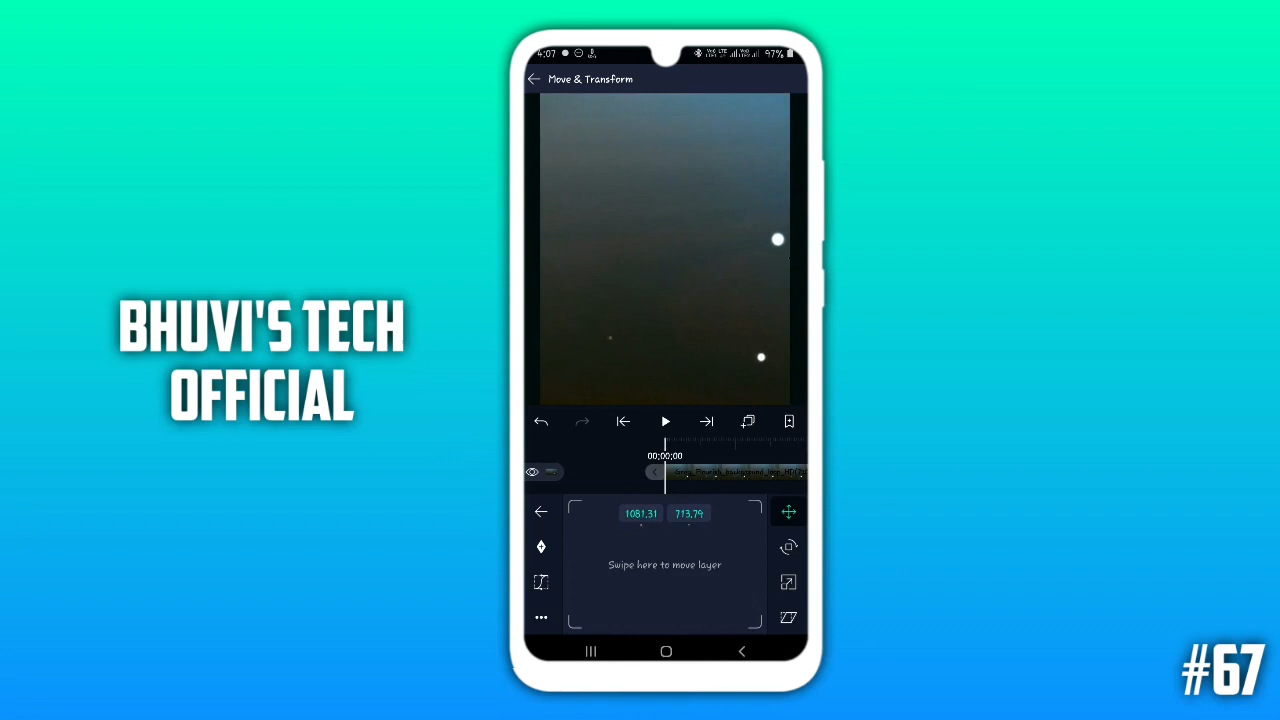 BHUVI'S TECH
OFFICIAL
4:07
97%
Move & Transform
00:00:00
1081.31 713.79
Swipe here to move layer
#67